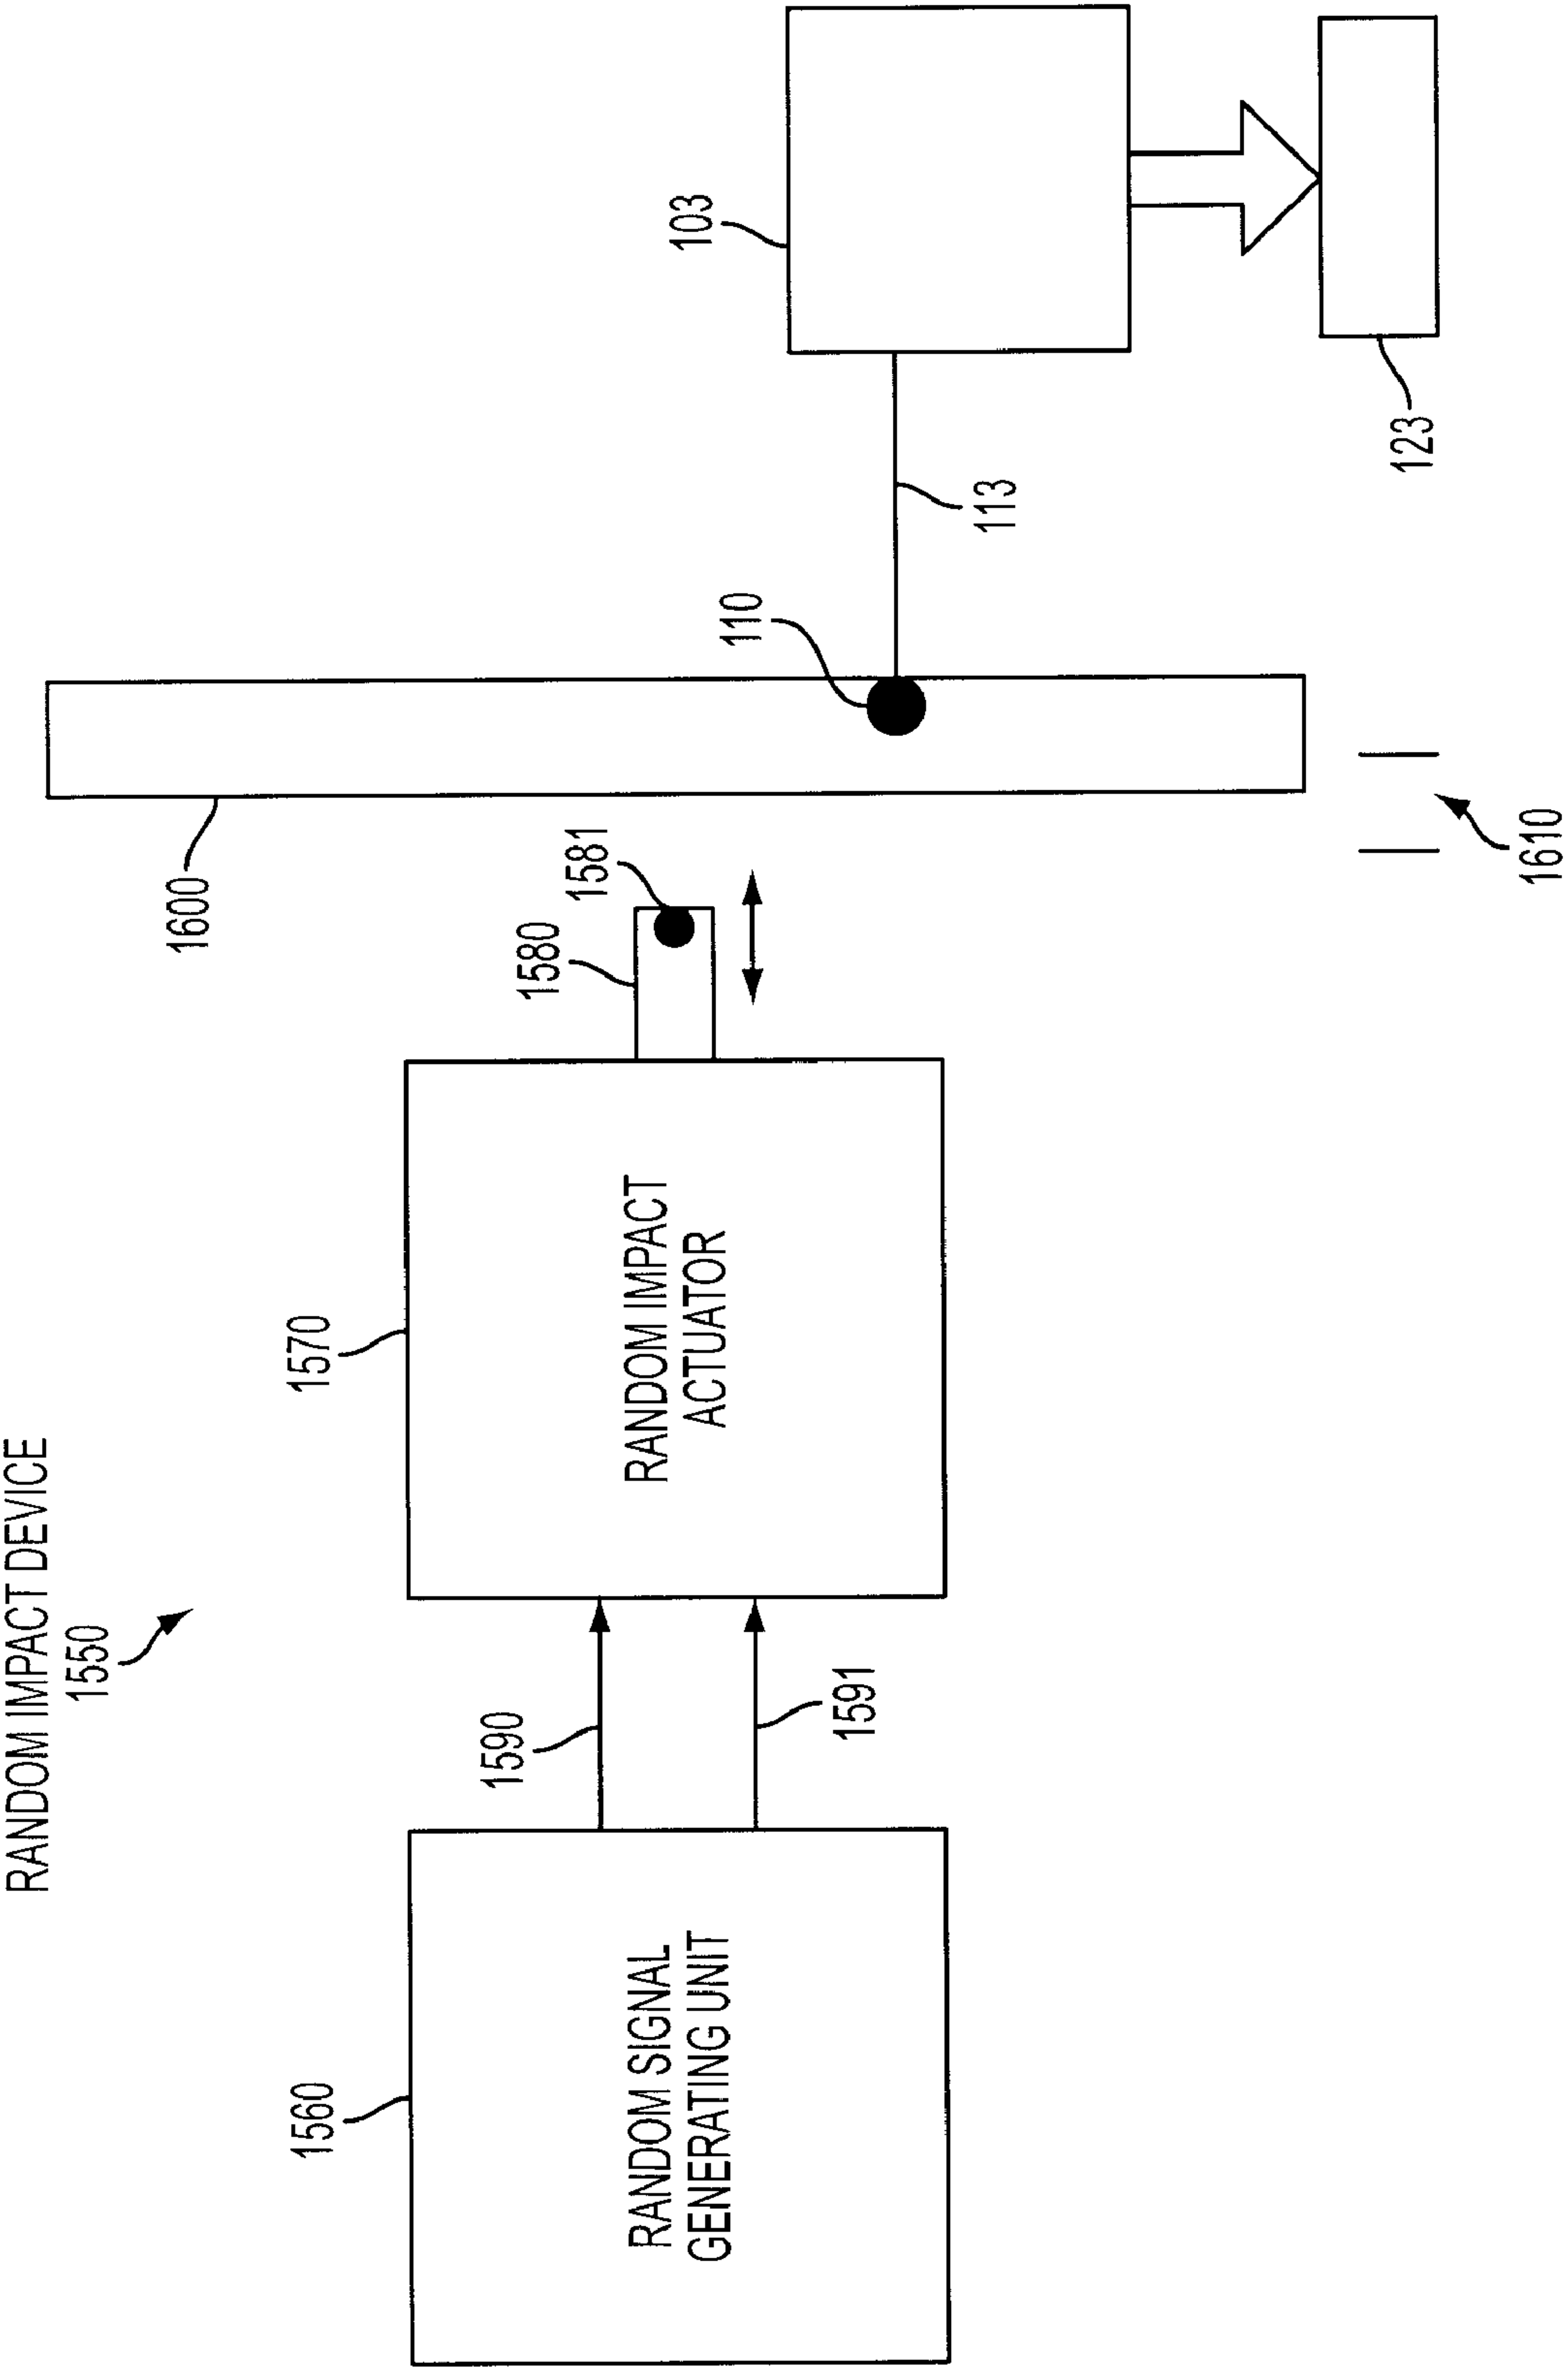 RANDOM IMPACT DEVICE
1550
1560
RANDOM SIGNAL
GENERATING UNIT
1590
1591
1570
RANDOM IMPACT
ACTUATOR
1580
1581
1600
1610
110
113
103
123